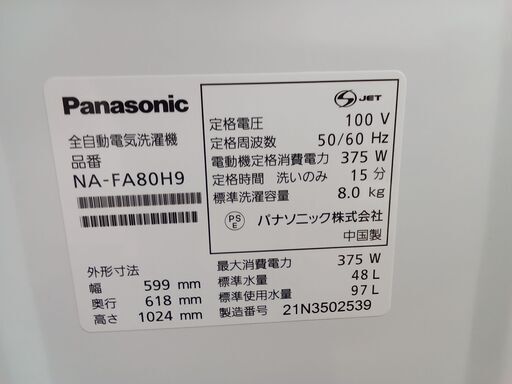 Panasonic
全自動電気洗濯機
品番
NA-FA80H9
外形寸法
幅 599 mm
奥行 618 mm
高さ 1024 mm
S JET
定格電圧 100 V
定格周波数 50/60 Hz
電動機定格消費電力 375 W
定格時間 洗いのみ 15 分
標準洗濯容量 8.0 kg
PSE パナソニック株式会社
中国製
最大消費電力 375 W
標準水量 48 L
標準使用水量 97 L
製造番号 21N3502539